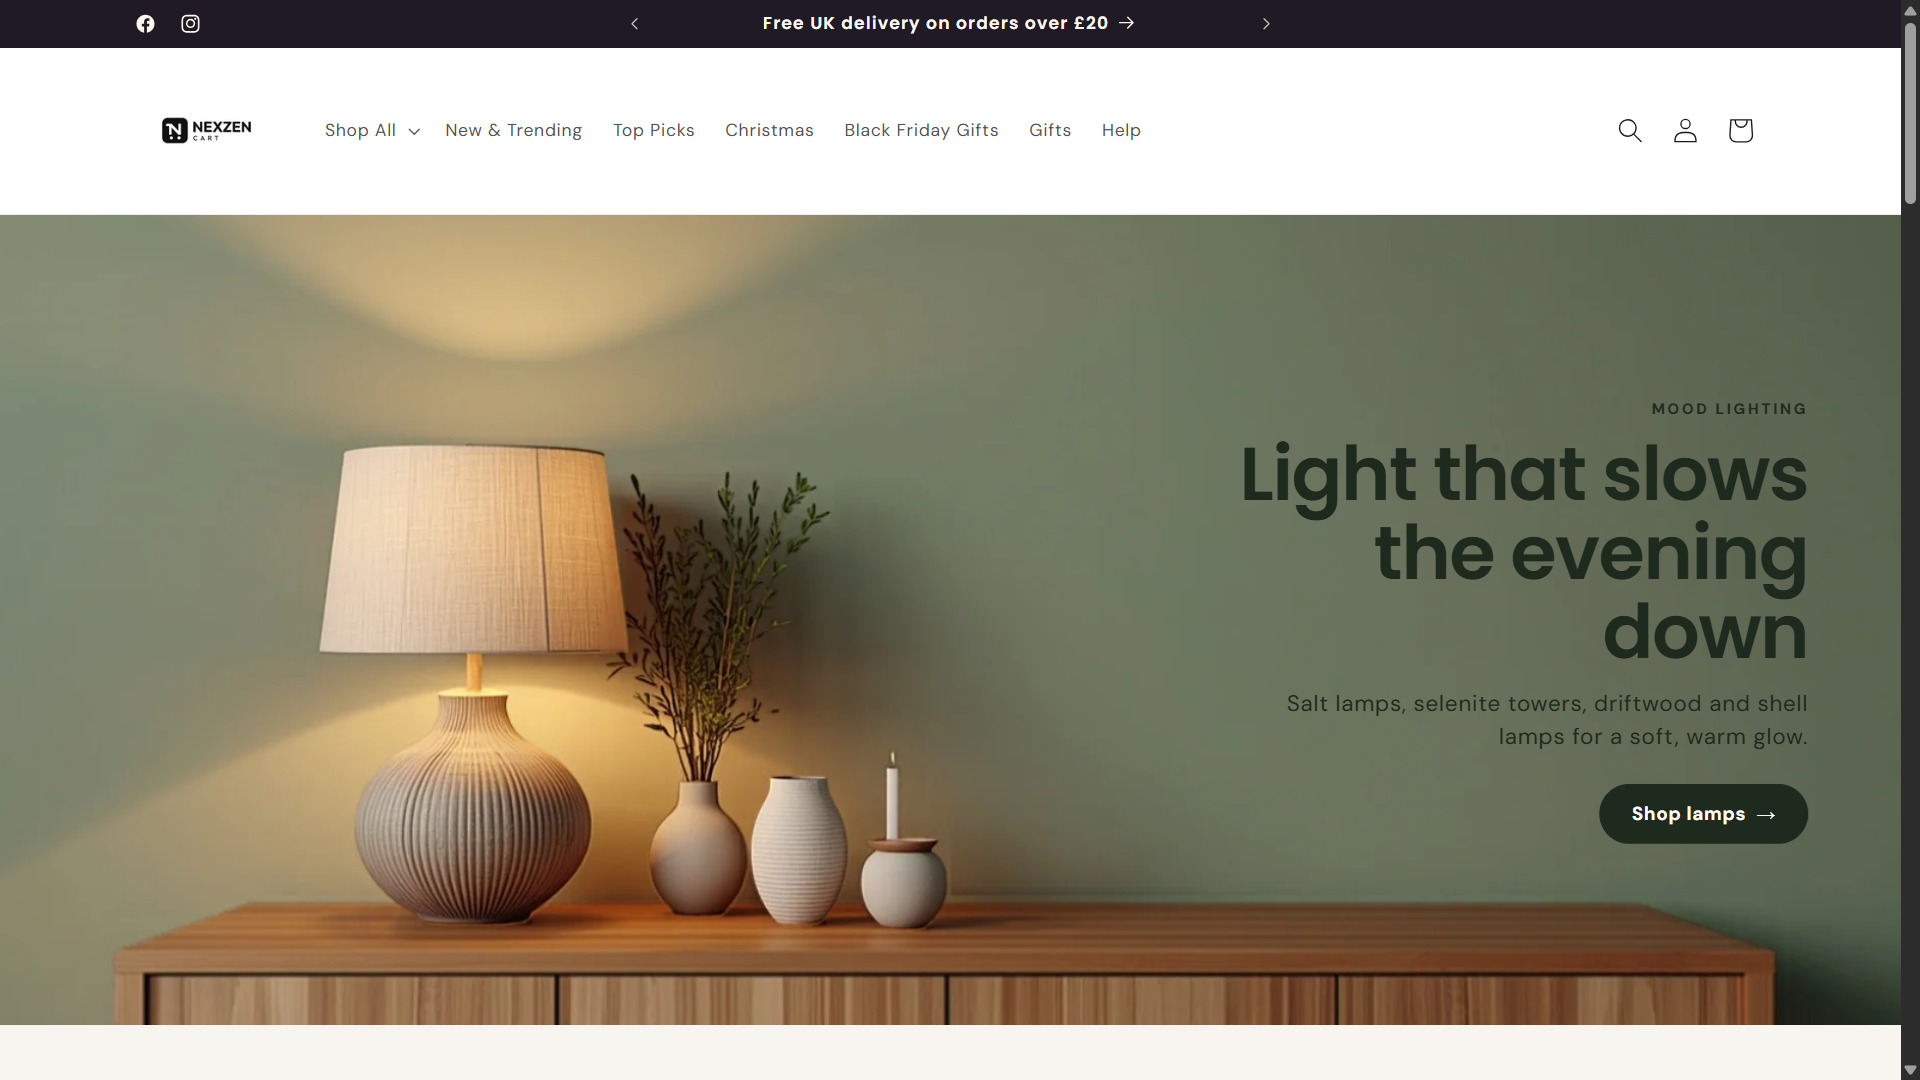 Free UK delivery on orders over £20 →
NEXZEN
CART
Shop All
New & Trending
Top Picks
Christmas
Black Friday Gifts
Gifts
Help
MOOD LIGHTING
Light that slows
the evening
down
Salt lamps, selenite towers, driftwood and shell
lamps for a soft, warm glow.
Shop lamps →